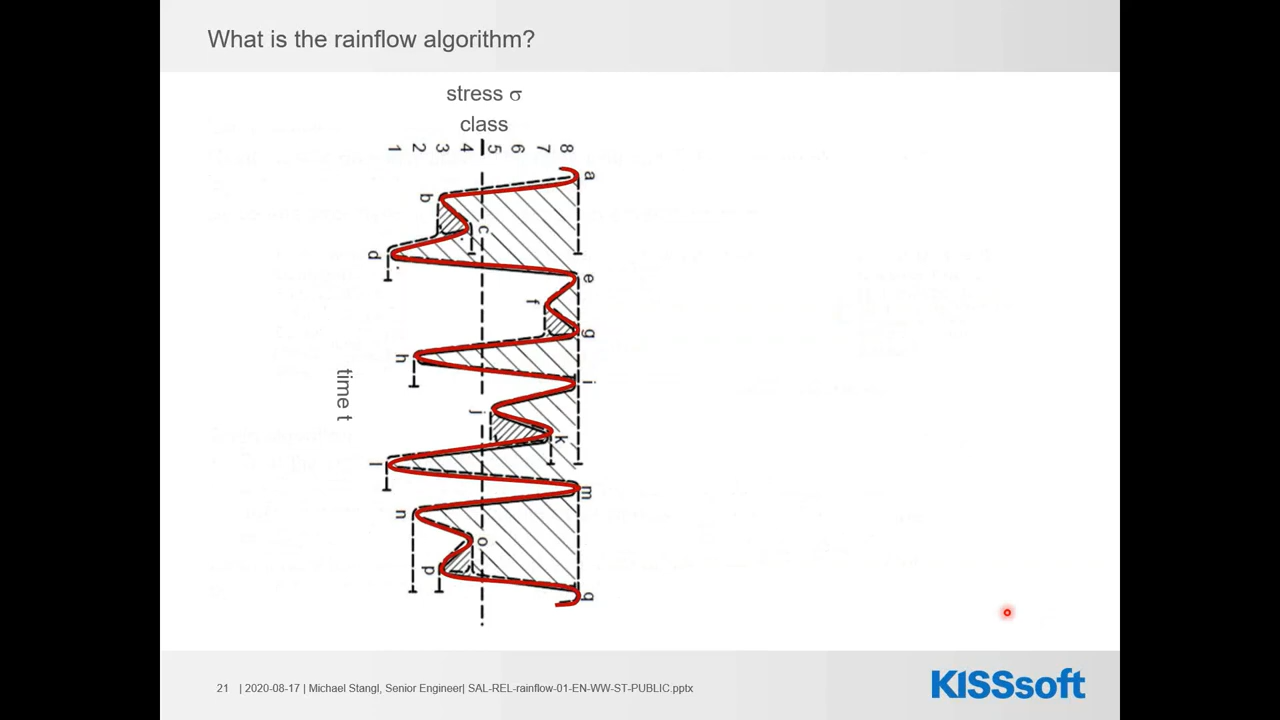 What is the rainflow algorithm?
stress σ
class
1 2 3 4 5 6 7 8
a
b
c
d
e
f
g
h
i
time t
j
k
l
m
n
o
p
q
21 | 2020-08-17 | Michael Stangl, Senior Engineer| SAL-REL-rainflow-01-EN-WW-ST-PUBLIC.pptx
KISSsoft